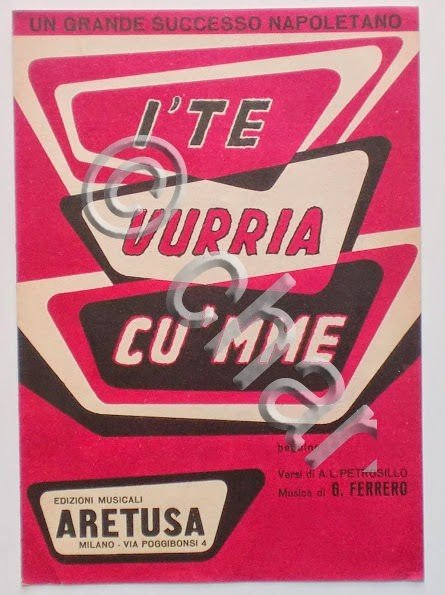 UN GRANDE SUCCESSO NAPOLETANO
I' TE
VURRIA
CU 'MME
Versi di A. L. PETROSILLO
Musica di G. FERRERO
EDIZIONI MUSICALI
ARETUSA
MILANO - VIA POGGIBONSI 4
© char